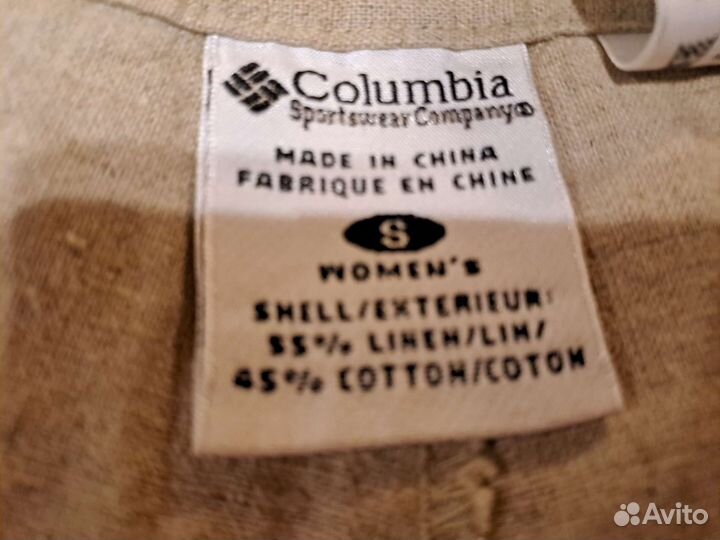 Columbia
Sportswear Company®
MADE IN CHINA
FABRIQUE EN CHINE
S
WOMEN'S
SHELL/EXTERIEUR:
55% LINEN/LIN/
45% COTTON/COTON
Avito